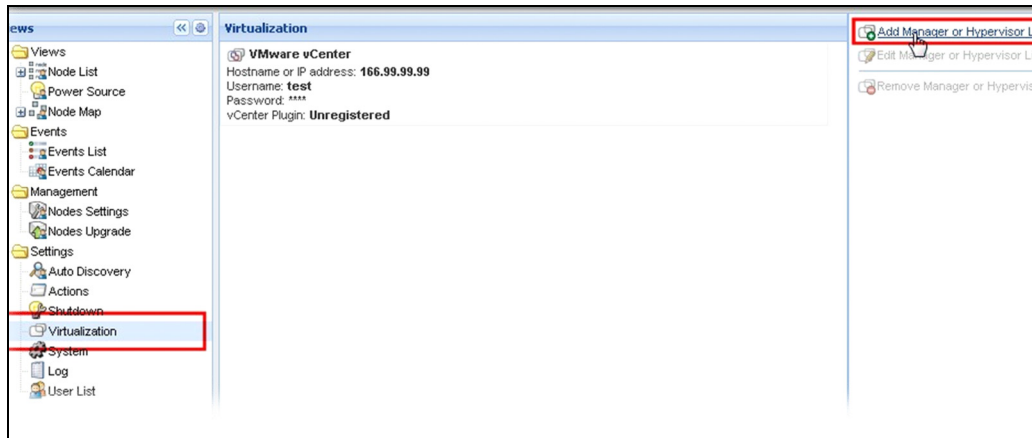 ews
Views
Node List
Power Source
Node Map
Events
Events List
Events Calendar
Management
Nodes Settings
Nodes Upgrade
Settings
Auto Discovery
Actions
Shutdown
Virtualization
System
Log
User List
Virtualization
VMware vCenter
Hostname or IP address: 166.99.99.99
Username: test
Password: ****
vCenter Plugin: Unregistered
Add Manager or Hypervisor L
Edit Manager or Hypervisor L
Remove Manager or Hypervis